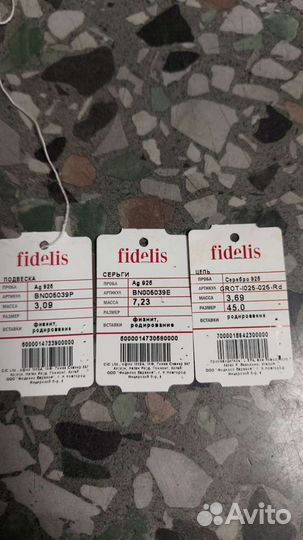 fidelis
ПОДВЕСКА
ПРОБА Ag 925
АРТИКУЛ BN005039P
МАССА 3,09
РАЗМЕР
ВСТАВКИ фианит, родирование
5000014733900000
fidelis
СЕРЬГИ
ПРОБА Ag 925
АРТИКУЛ BN005039E
МАССА 7,23
РАЗМЕР
ВСТАВКИ фианит, родирование
5000014730580000
fidelis
ЦЕПЬ
ПРОБА Серебро 925
АРТИКУЛ GROT-I025-025-Rd
МАССА 3,69
РАЗМЕР 45.0
ВСТАВКИ родирование
7000018642300000
Avito